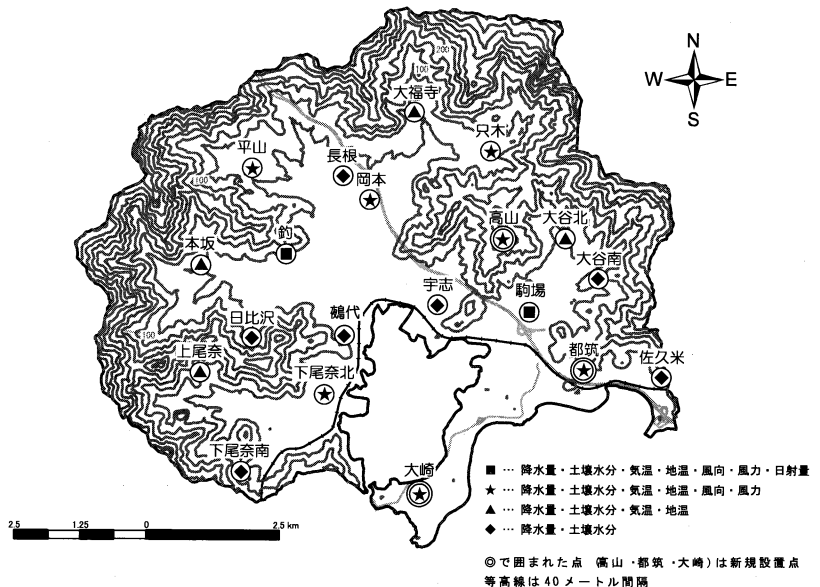 N
W E
S
200
100
大福寺
只木
平山
長根
岡本
100
高山
大谷北
釣
本坂
大谷南
宇志
駒場
日比沢
鵺代
100
上尾奈
都筑
佐久米
下尾奈北
下尾奈南
大崎
■ … 降水量・土壌水分・気温・地温・風向・風力・日射量
★ … 降水量・土壌水分・気温・地温・風向・風力
▲ … 降水量・土壌水分・気温・地温
◆ … 降水量・土壌水分
2.5 1.25 0 2.5 km
◎で囲まれた点 (高山・都筑・大崎)は新規設置点
等高線は40メートル間隔